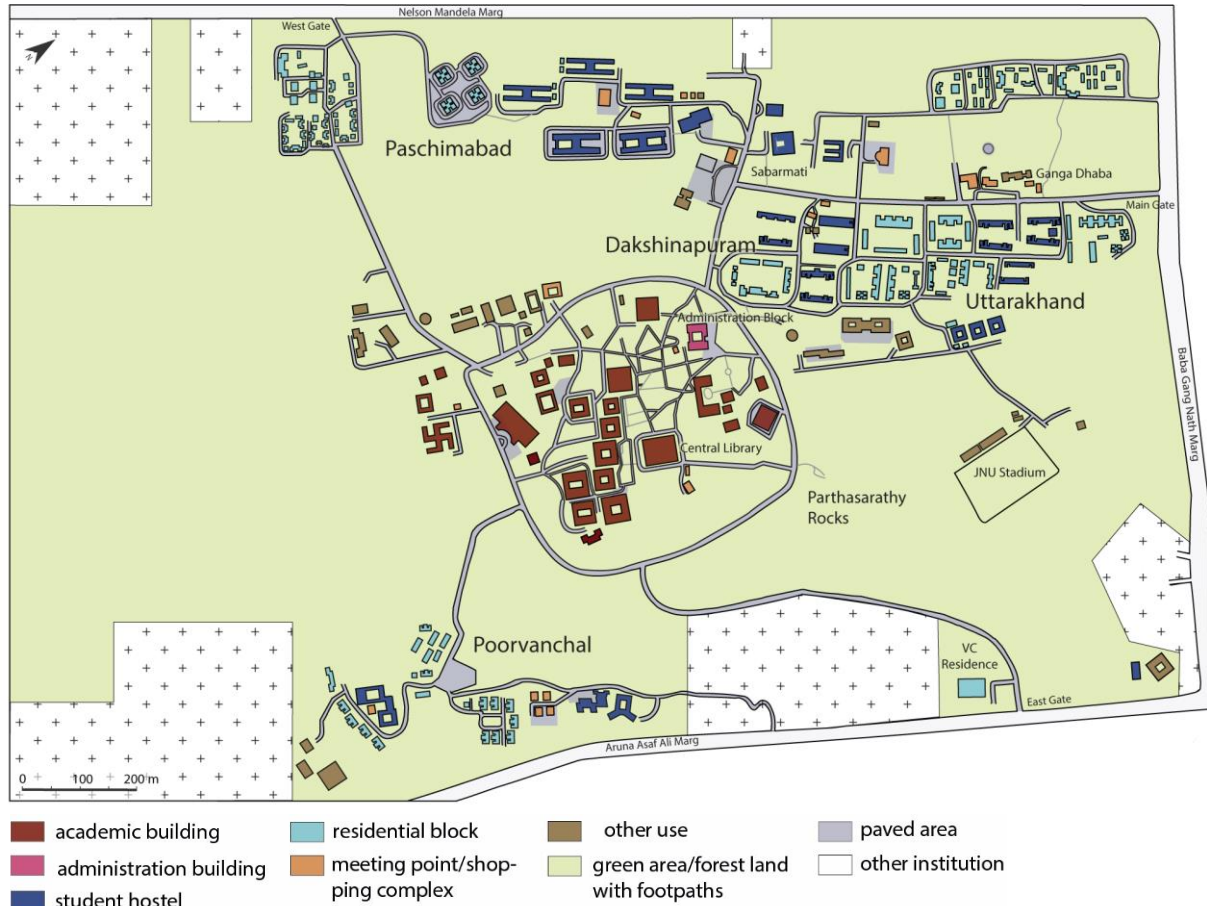 Nelson Mandela Marg
West Gate
N
Paschimabad
Sabarmati
Ganga Dhaba
Main Gate
Dakshinapuram
Uttarakhand
Administration Block
Baba Gang Nath Marg
Central Library
JNU Stadium
Parthasarathy
Rocks
Poorvanchal
VC
Residence
East Gate
Aruna Asaf Ali Marg
0 100 200 m
academic building
administration building
student hostel
residential block
meeting point/shop-
ping complex
other use
green area/forest land
with footpaths
paved area
other institution